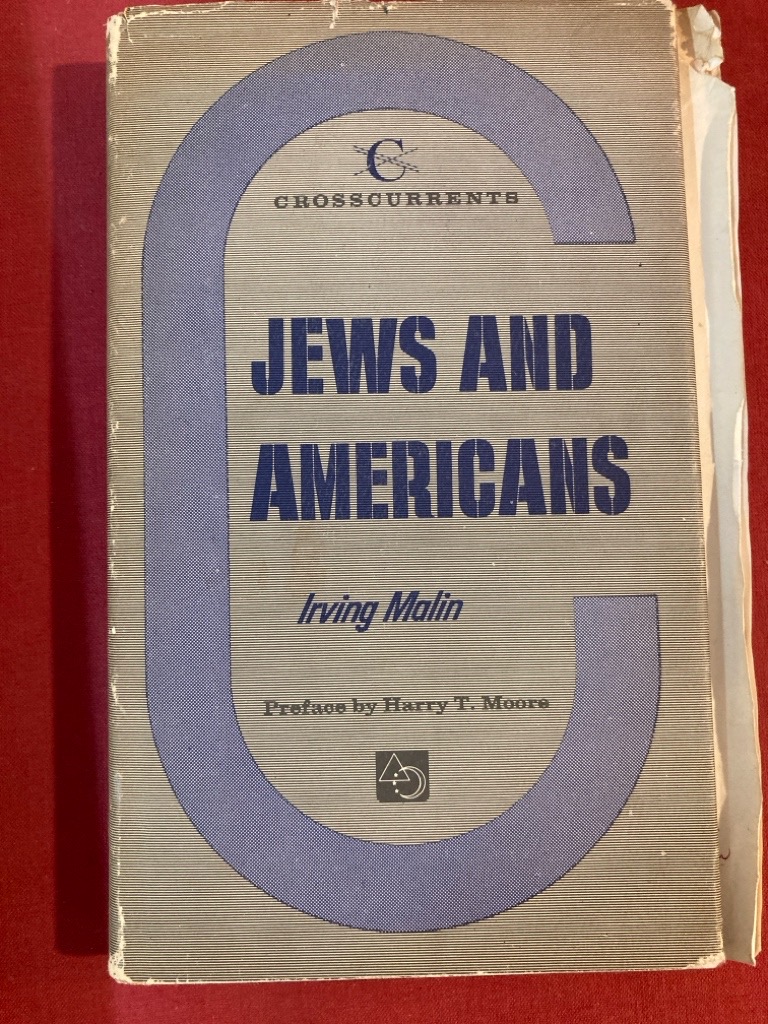 C
CROSSCURRENTS
JEWS AND
AMERICANS
Irving Malin
Preface by Harry T. Moore